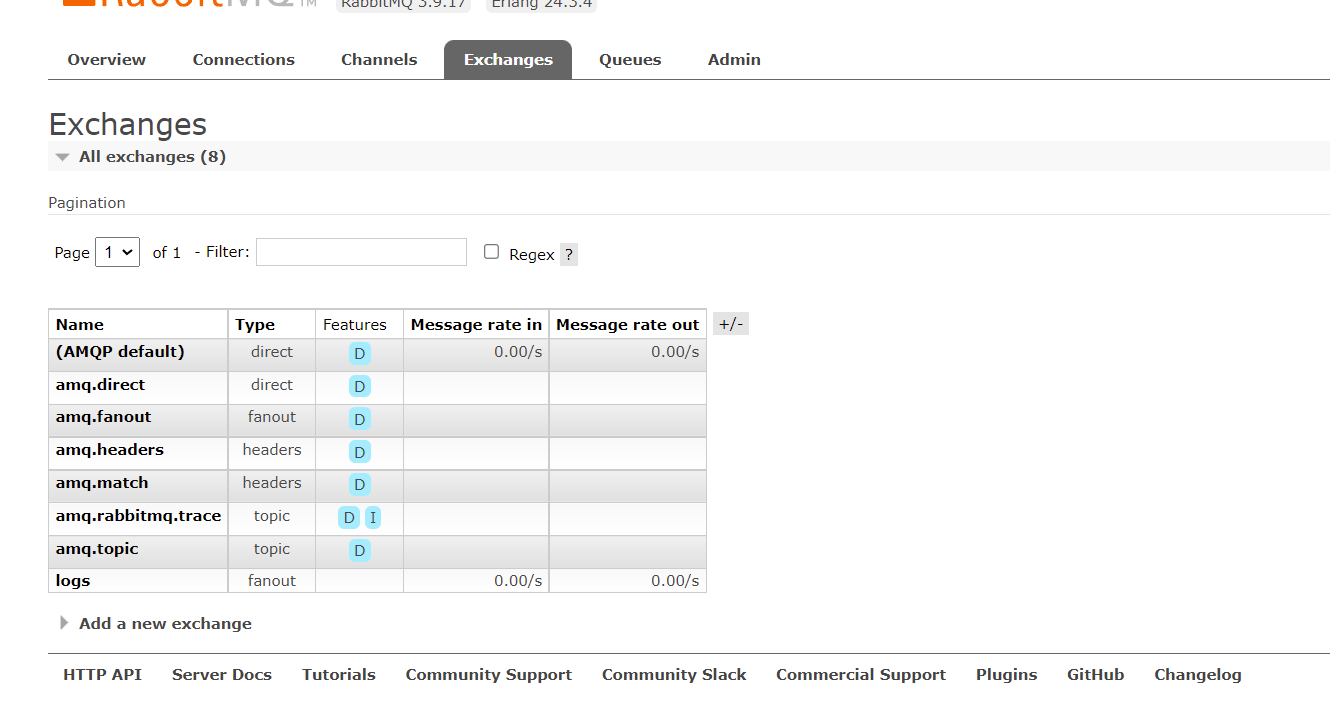 RabbitMQ TM RabbitMQ 3.9.17 Erlang 24.3.4
Overview Connections Channels Exchanges Queues Admin
Exchanges
All exchanges (8)
Pagination
Page 1 of 1 - Filter: Regex ?
Name Type Features Message rate in Message rate out +/-
(AMQP default) direct D 0.00/s 0.00/s
amq.direct direct D
amq.fanout fanout D
amq.headers headers D
amq.match headers D
amq.rabbitmq.trace topic D I
amq.topic topic D
logs fanout 0.00/s 0.00/s
Add a new exchange
HTTP API Server Docs Tutorials Community Support Community Slack Commercial Support Plugins GitHub Changelog